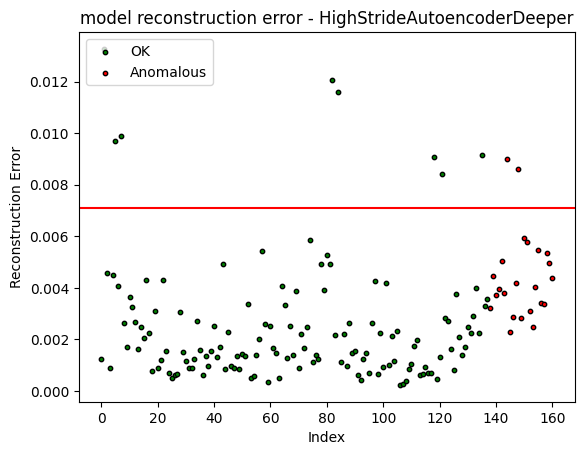 model reconstruction error - HighStrideAutoencoderDeeper
OK
Anomalous
0.012
0.010
0.008
0.006
0.004
0.002
0.000
Reconstruction Error
0 20 40 60 80 100 120 140 160
Index